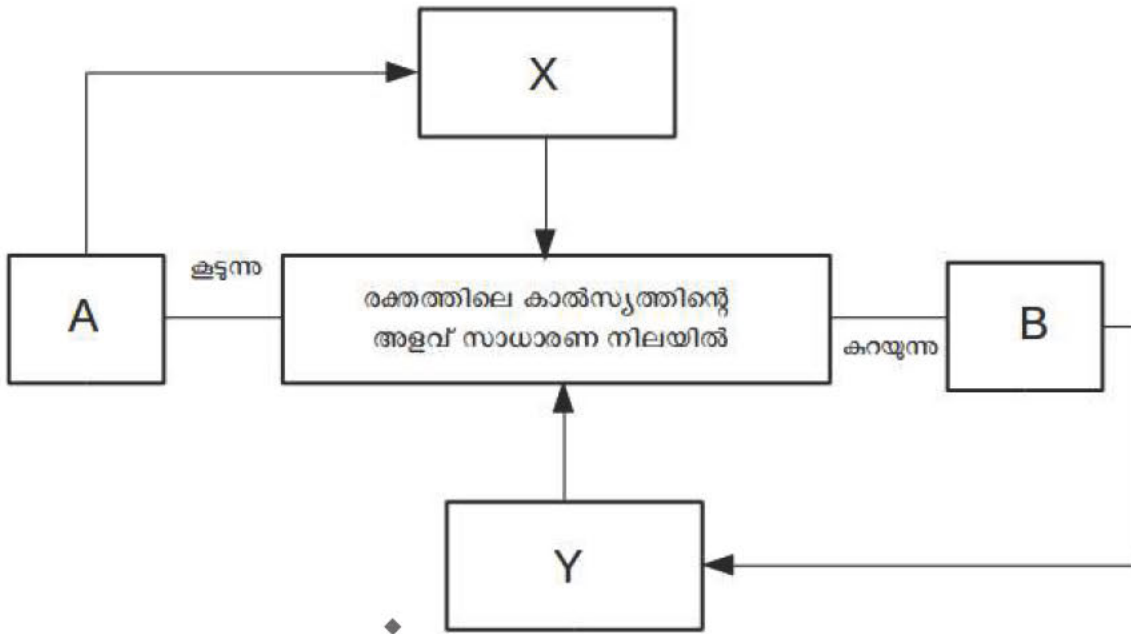 X
കൂട്ടുന്നു
A
രക്തത്തിലെ കാൽസ്യത്തിന്റെ
അളവ് സാധാരണ നിലയിൽ
B
കുറയുന്നു
Y